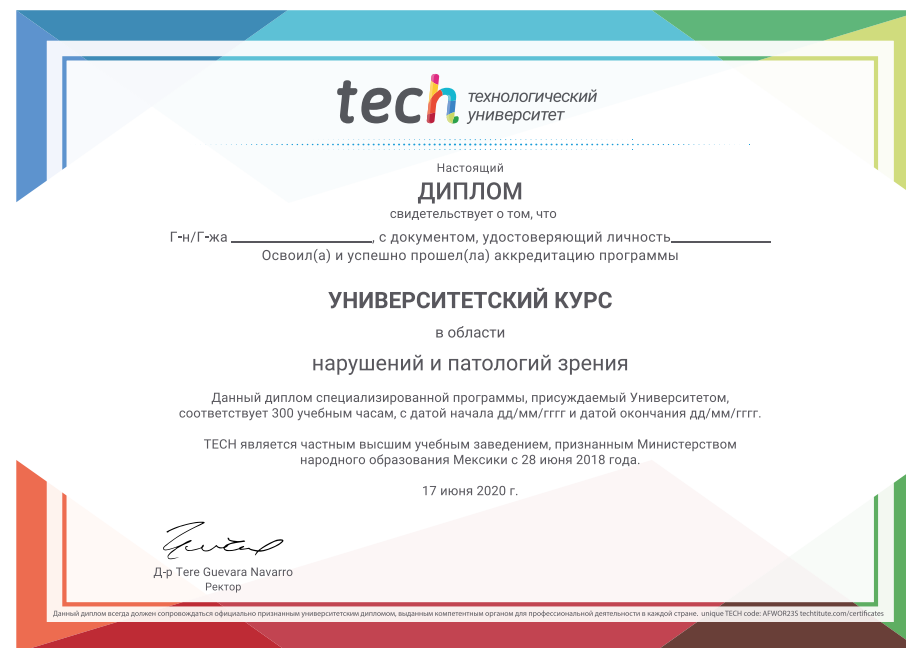 tech технологический
университет
Настоящий
ДИПЛОМ
свидетельствует о том, что
Г-н/Г-жа ________________, с документом, удостоверяющий личность____________
Освоил(а) и успешно прошел(ла) аккредитацию программы
УНИВЕРСИТЕТСКИЙ КУРС
в области
нарушений и патологий зрения
Данный диплом специализированной программы, присуждаемый Университетом,
соответствует 300 учебным часам, с датой начала дд/мм/гггг и датой окончания дд/мм/гггг.
TECH является частным высшим учебным заведением, признанным Министерством
народного образования Мексики с 28 июня 2018 года.
17 июня 2020 г.
Д-р Tere Guevara Navarro
Ректор
Данный диплом всегда должен сопровождаться официально признанным университетским дипломом, выданным компетентным органом для профессиональной деятельности в каждой стране. unique TECH code: AFWOR23S techtitute.com/certificates